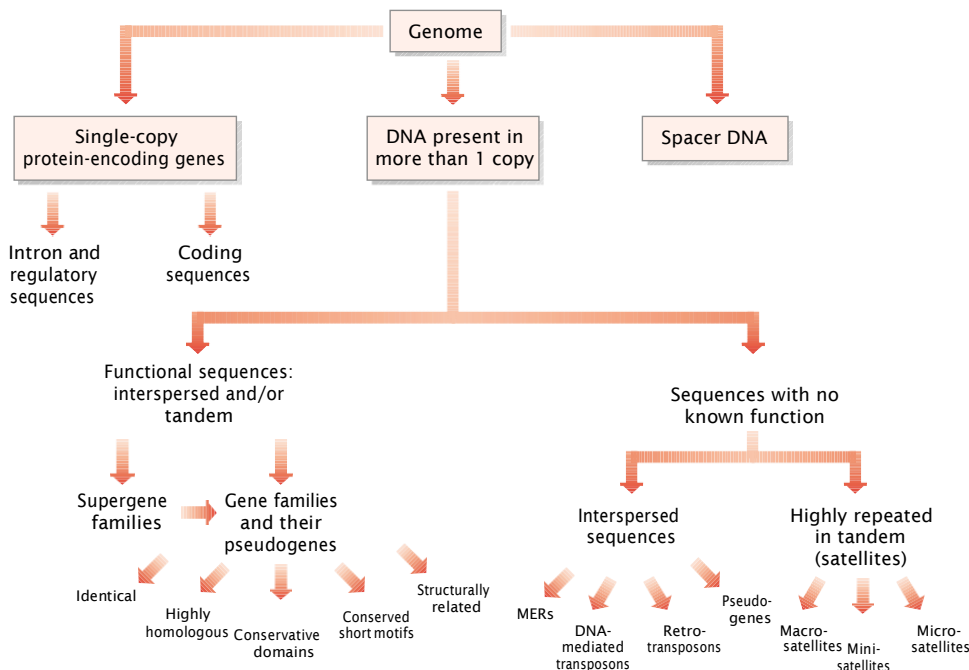 Genome
Single-copy
protein-encoding genes
DNA present in
more than 1 copy
Spacer DNA
Intron and
regulatory
sequences
Coding
sequences
Functional sequences:
interspersed and/or
tandem
Sequences with no
known function
Supergene
families
Gene families
and their
pseudogenes
Interspersed
sequences
Highly repeated
in tandem
(satellites)
Identical
Highly
homologous
Conservative
domains
Conserved
short motifs
Structurally
related
MERs
DNA-
mediated
transposons
Retro-
transposons
Pseudo-
genes
Macro-
satellites
Mini-
satellites
Micro-
satellites